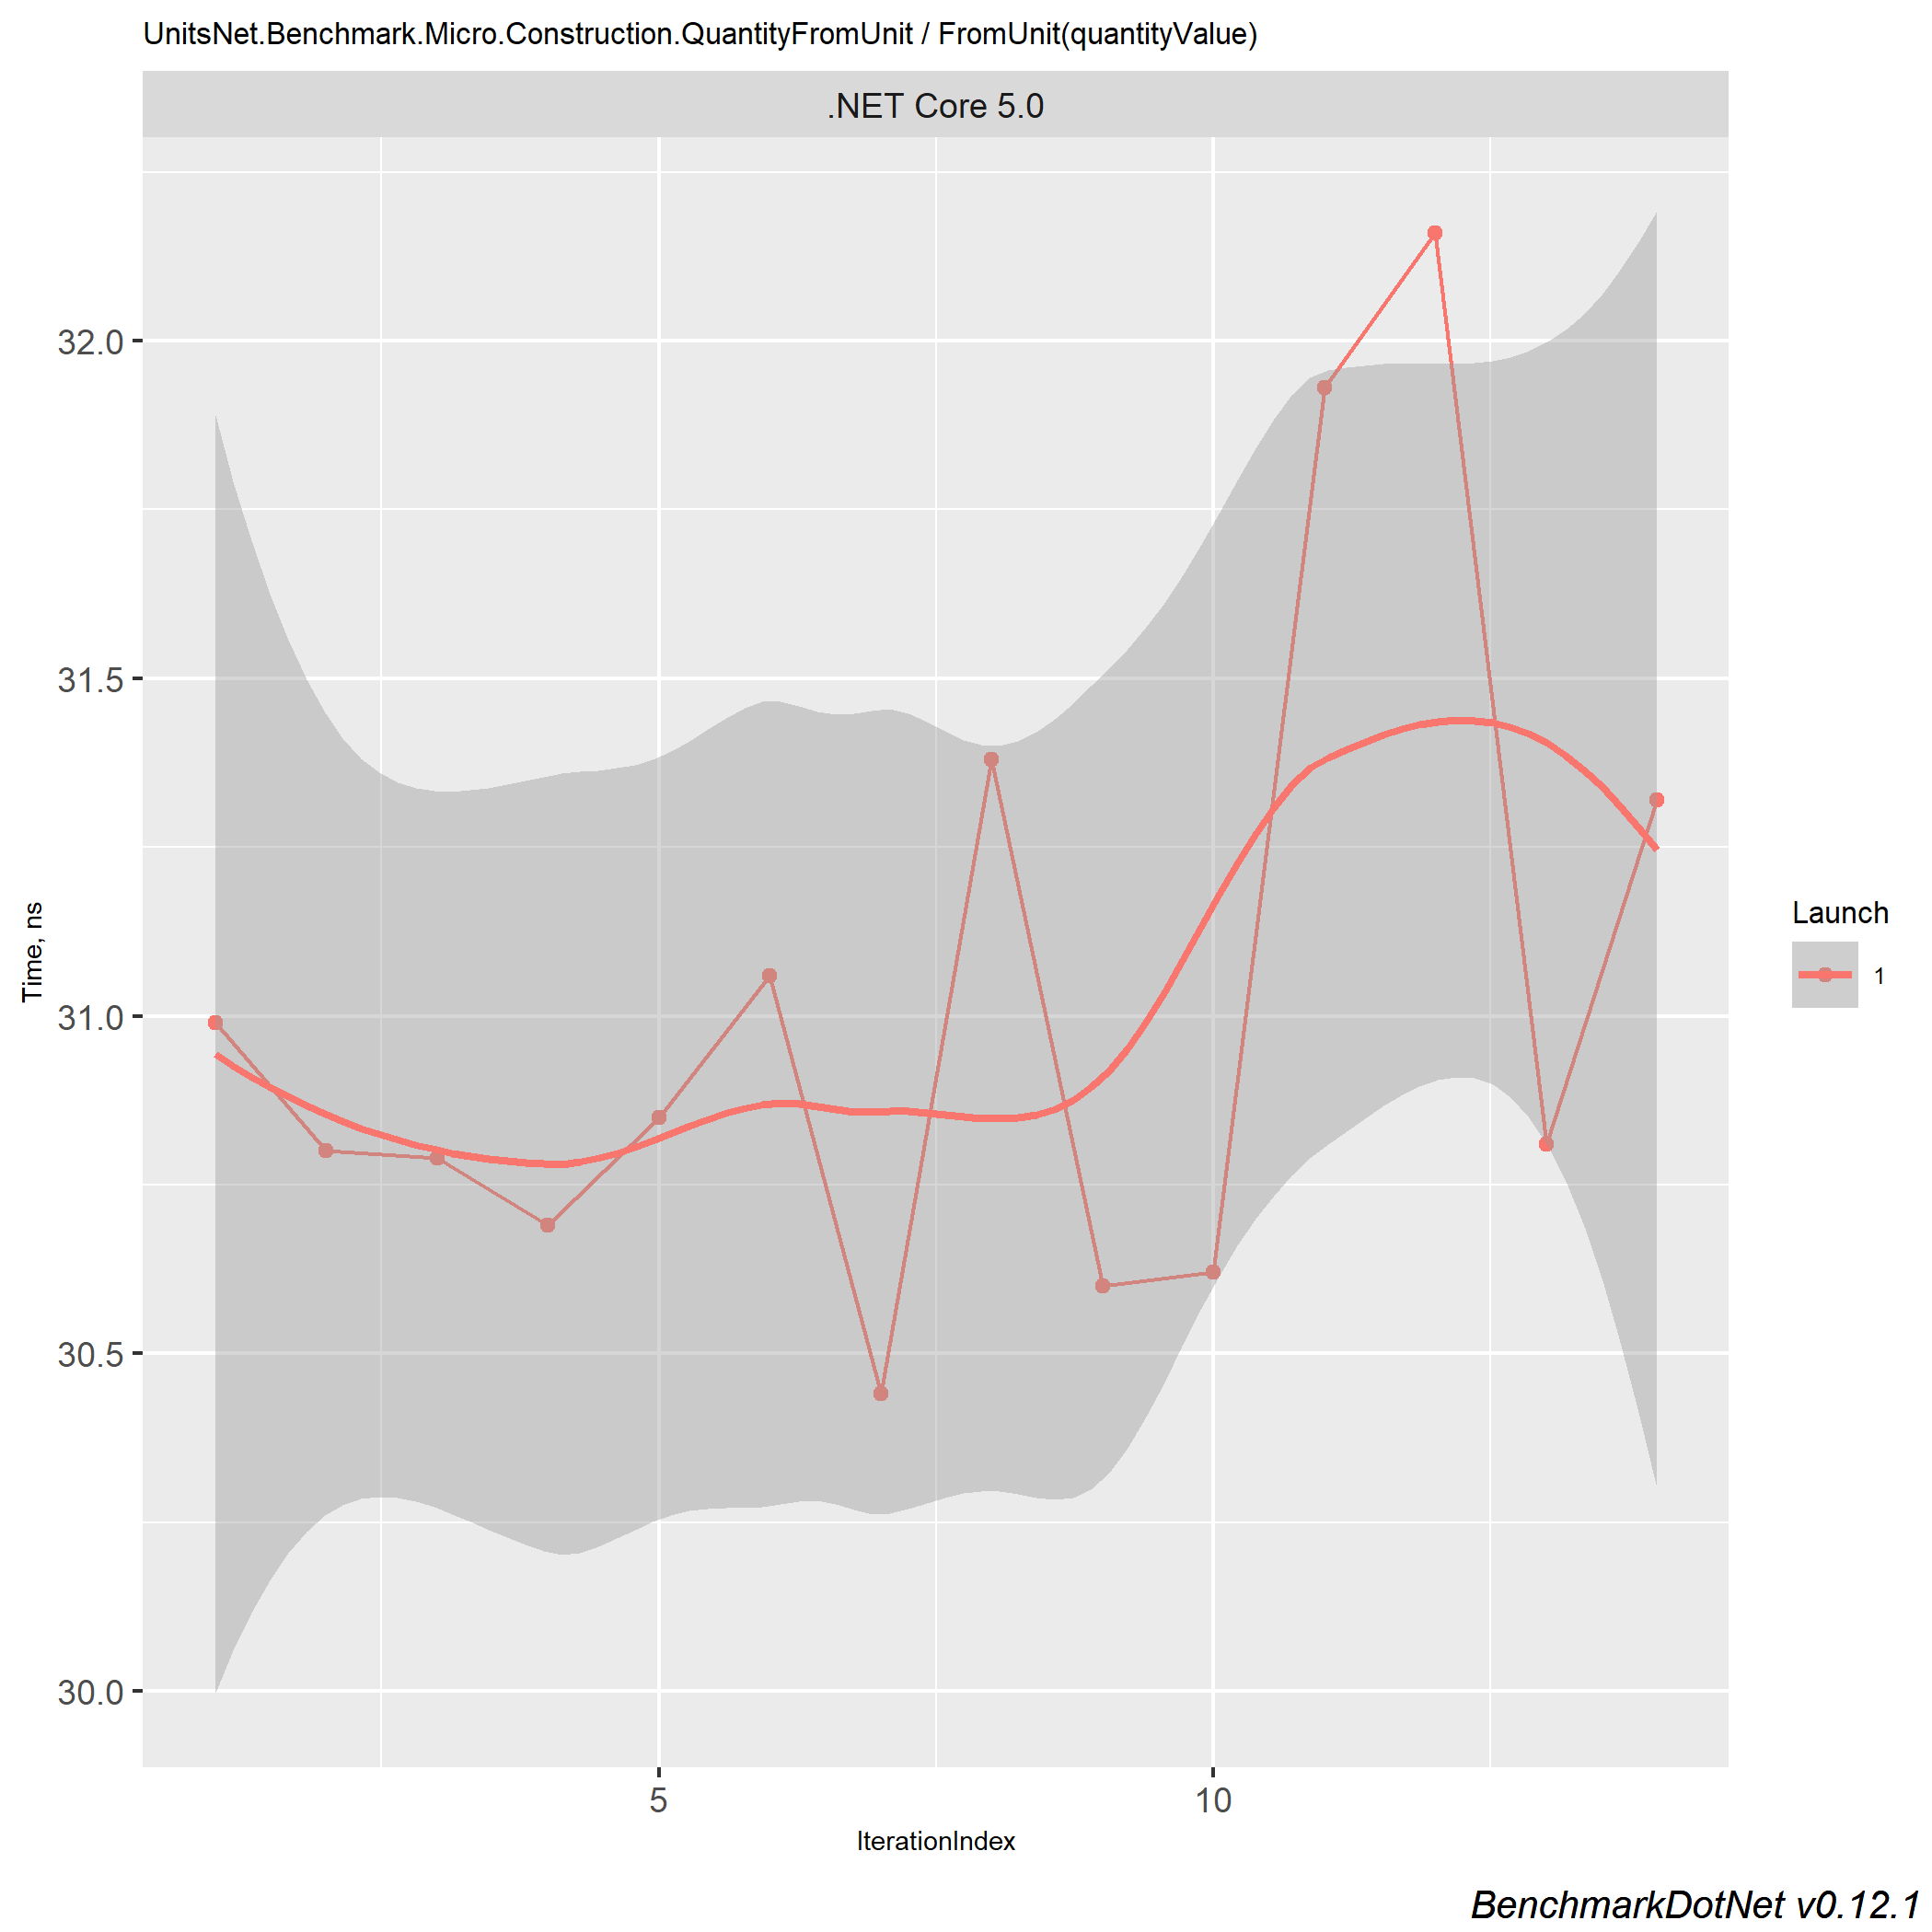 UnitsNet.Benchmark.Micro.Construction.QuantityFromUnit / FromUnit(quantityValue)
.NET Core 5.0
32.0
31.5
31.0
30.5
30.0
Time, ns
5
10
IterationIndex
Launch
1
BenchmarkDotNet v0.12.1